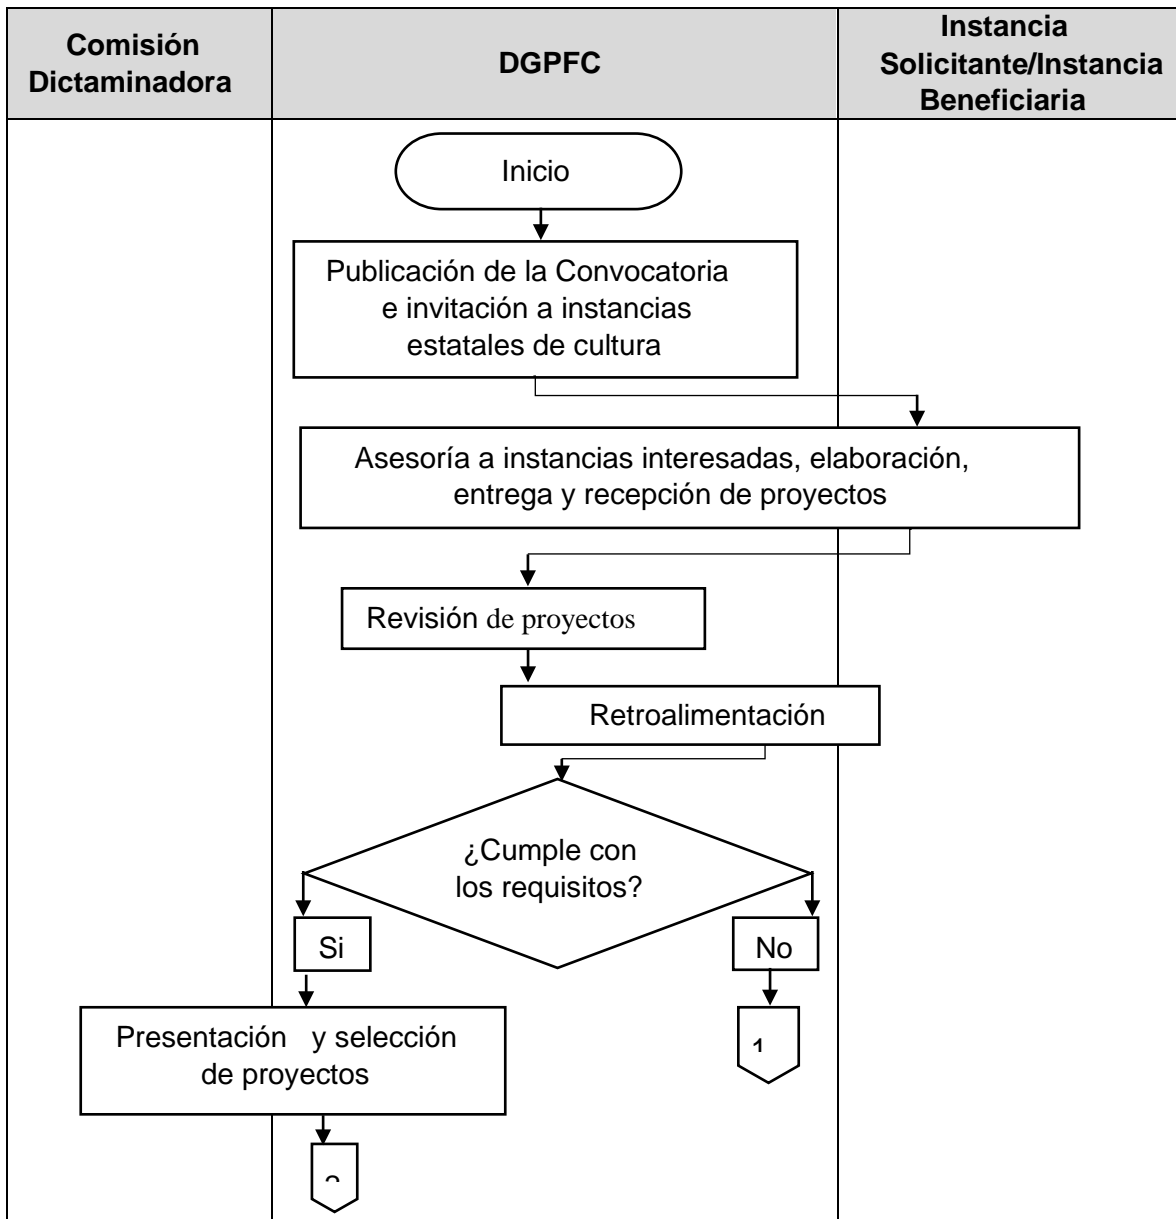 Comisión
Dictaminadora
DGPFC
Instancia
Solicitante/Instancia
Beneficiaria
Inicio
Publicación de la Convocatoria
e invitación a instancias
estatales de cultura
Asesoría a instancias interesadas, elaboración,
entrega y recepción de proyectos
Revisión de proyectos
Retroalimentación
¿Cumple con
los requisitos?
Si
No
Presentación y selección
de proyectos
1